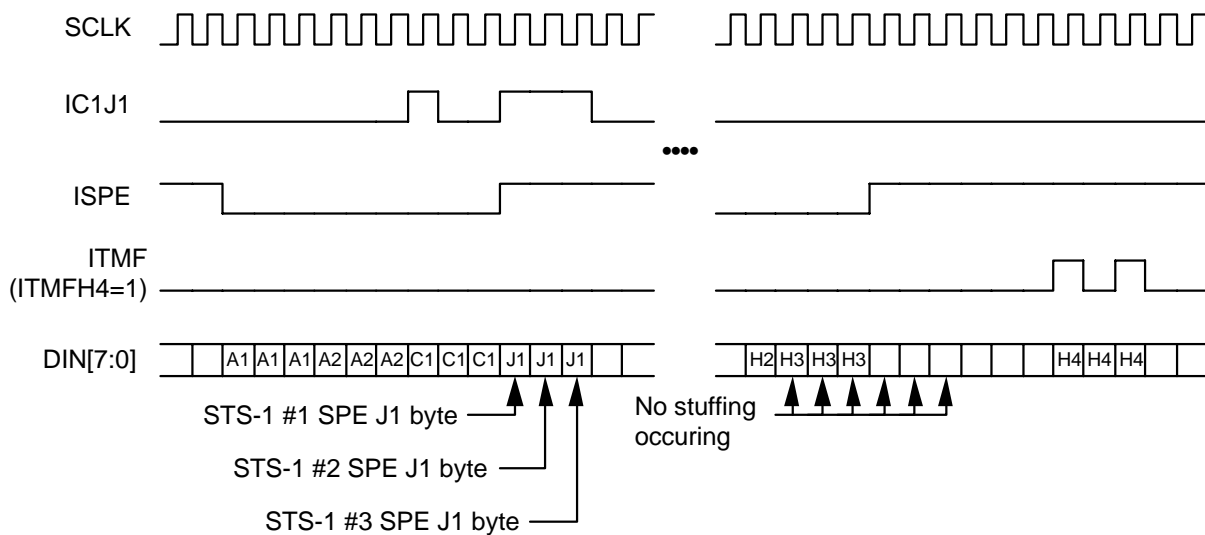 SCLK
IC1J1
ISPE
ITMF
(ITMFH4=1)
DIN[7:0]
A1 A1 A1 A2 A2 A2 C1 C1 C1 J1 J1 J1 H2 H3 H3 H3 H4 H4 H4
STS-1 #1 SPE J1 byte
No stuffing
occuring
STS-1 #2 SPE J1 byte
STS-1 #3 SPE J1 byte